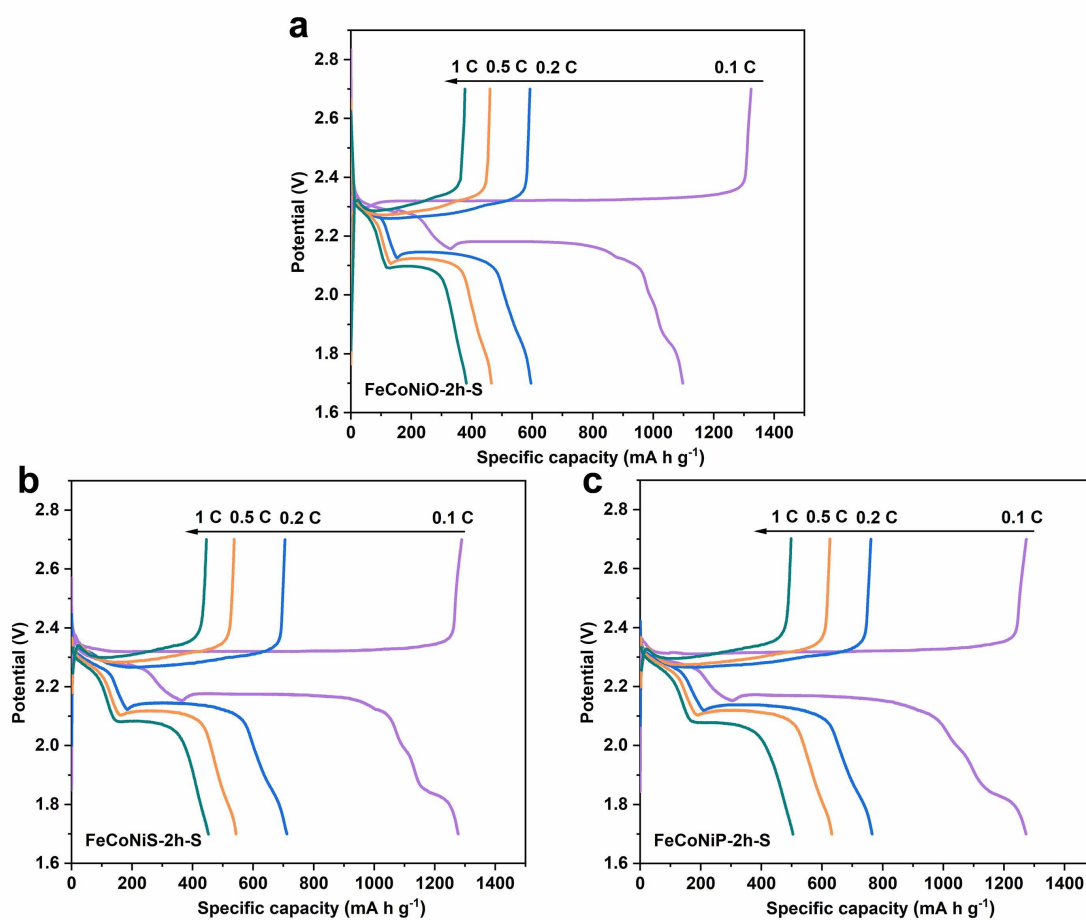 a
1 C 0.5 C 0.2 C 0.1 C
2.8
2.6
2.4
2.2
2.0
1.8
1.6
Potential (V)
FeCoNiO-2h-S
0 200 400 600 800 1000 1200 1400
Specific capacity (mA h g⁻¹)
b
1 C 0.5 C 0.2 C 0.1 C
2.8
2.6
2.4
2.2
2.0
1.8
1.6
Potential (V)
FeCoNiS-2h-S
0 200 400 600 800 1000 1200 1400
Specific capacity (mA h g⁻¹)
c
1 C 0.5 C 0.2 C 0.1 C
2.8
2.6
2.4
2.2
2.0
1.8
1.6
Potential (V)
FeCoNiP-2h-S
0 200 400 600 800 1000 1200 1400
Specific capacity (mA h g⁻¹)